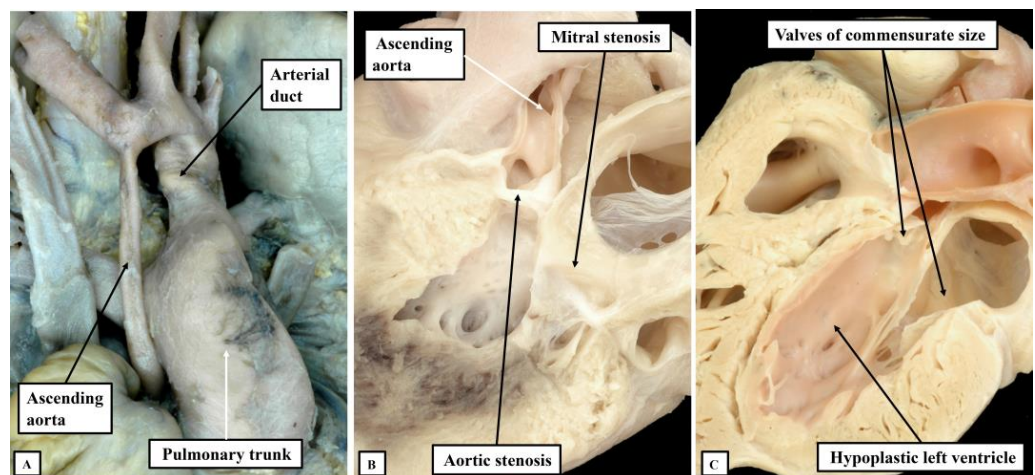 Arterial
duct
Ascending
aorta
Pulmonary trunk
A
Ascending
aorta
Mitral stenosis
Aortic stenosis
B
Valves of commensurate size
Hypoplastic left ventricle
C